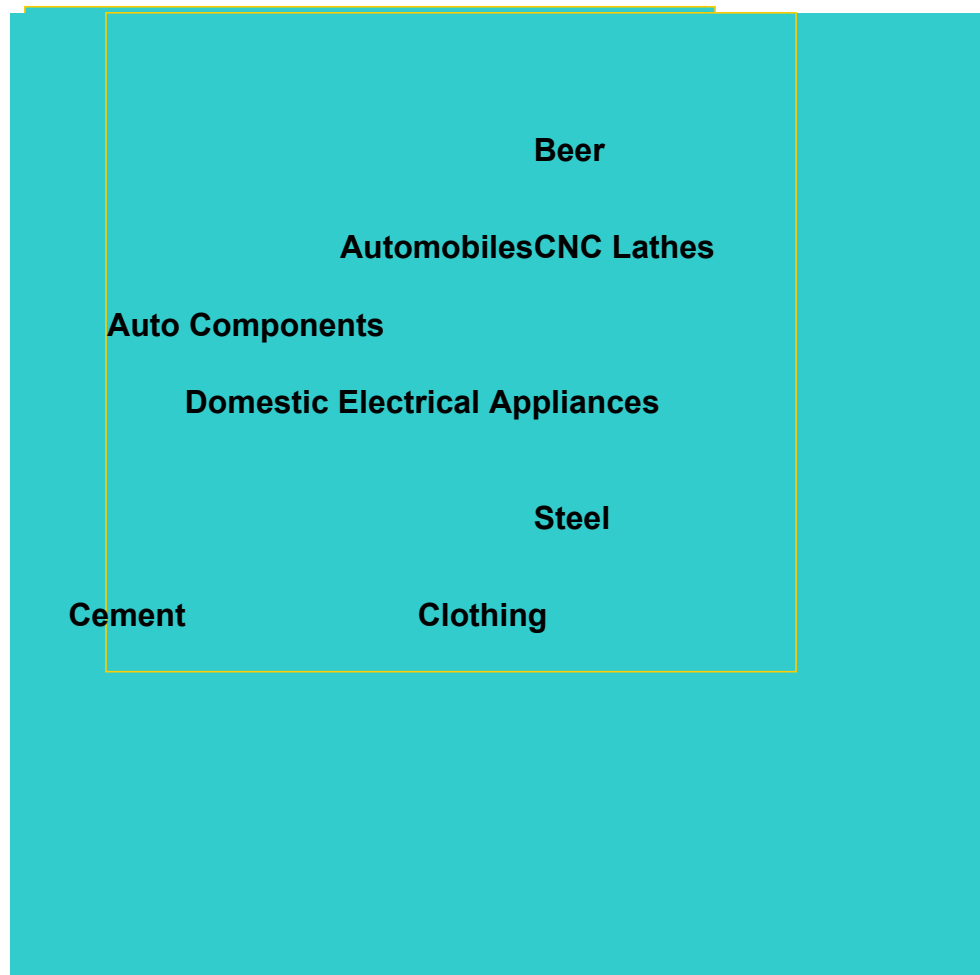 Beer
AutomobilesCNC Lathes
Auto Components
Domestic Electrical Appliances
Steel
Cement Clothing